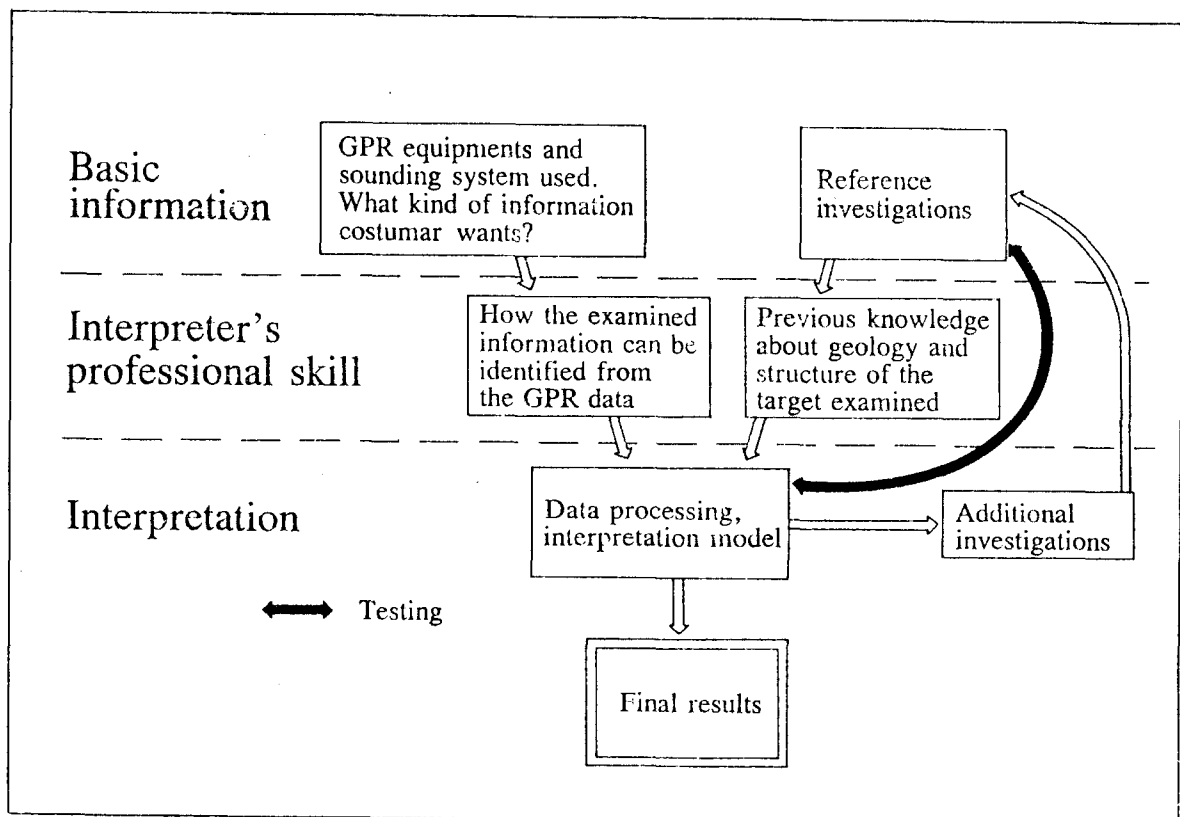 Basic
information
GPR equipments and
sounding system used.
What kind of information
costumar wants?
Reference
investigations
Interpreter's
professional skill
How the examined
information can be
identified from
the GPR data
Previous knowledge
about geology and
structure of the
target examined
Interpretation
Data processing,
interpretation model
Additional
investigations
Testing
Final results